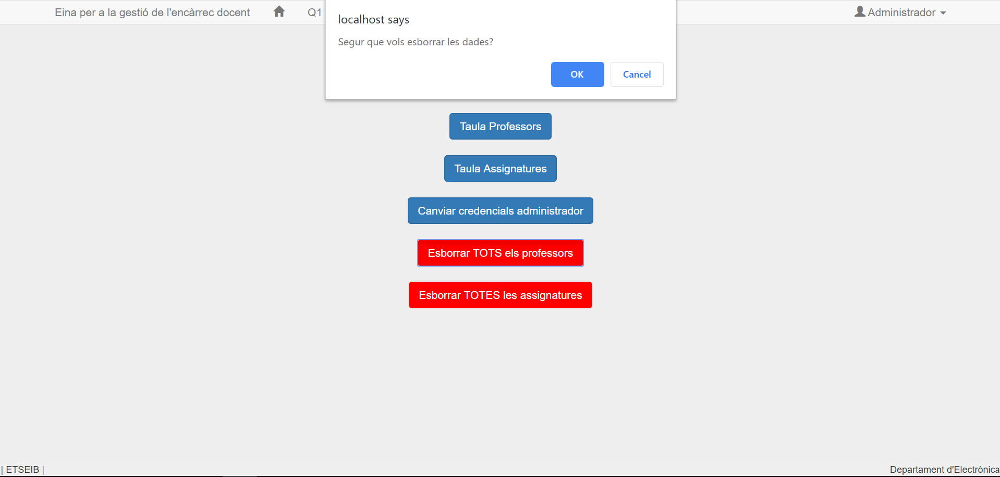 Eina per a la gestió de l'encàrrec docent
Q1
Administrador
localhost says
Segur que vols esborrar les dades?
OK
Cancel
Taula Professors
Taula Assignatures
Canviar credencials administrador
Esborrar TOTS els professors
Esborrar TOTES les assignatures
| ETSEIB |
Departament d'Electrònica